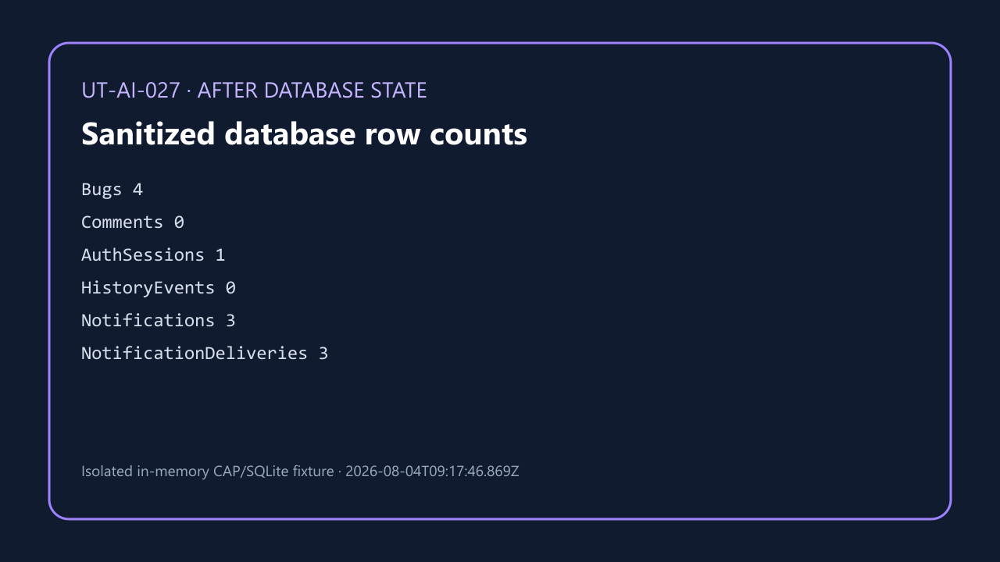 UT-AI-027 · AFTER DATABASE STATE
Sanitized database row counts
Bugs 4
Comments 0
AuthSessions 1
HistoryEvents 0
Notifications 3
NotificationDeliveries 3
Isolated in-memory CAP/SQLite fixture · 2026-08-04T09:17:46.869Z